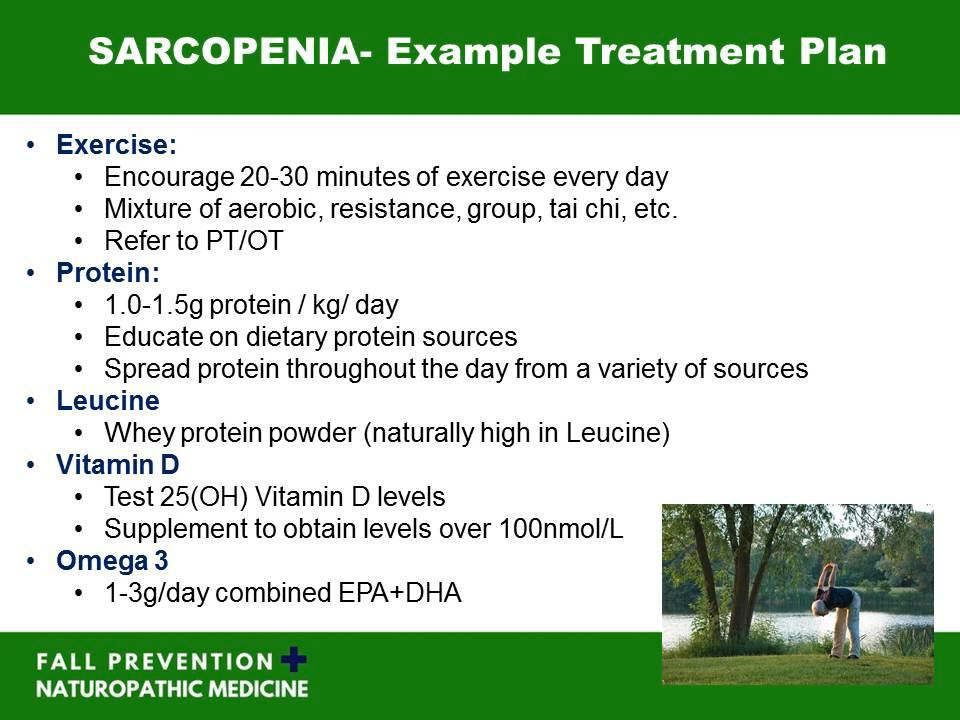 SARCOPENIA- Example Treatment Plan
• Exercise:
• Encourage 20-30 minutes of exercise every day
• Mixture of aerobic, resistance, group, tai chi, etc.
• Refer to PT/OT
• Protein:
• 1.0-1.5g protein / kg/ day
• Educate on dietary protein sources
• Spread protein throughout the day from a variety of sources
• Leucine
• Whey protein powder (naturally high in Leucine)
• Vitamin D
• Test 25(OH) Vitamin D levels
• Supplement to obtain levels over 100nmol/L
• Omega 3
• 1-3g/day combined EPA+DHA
FALL PREVENTION +
NATUROPATHIC MEDICINE